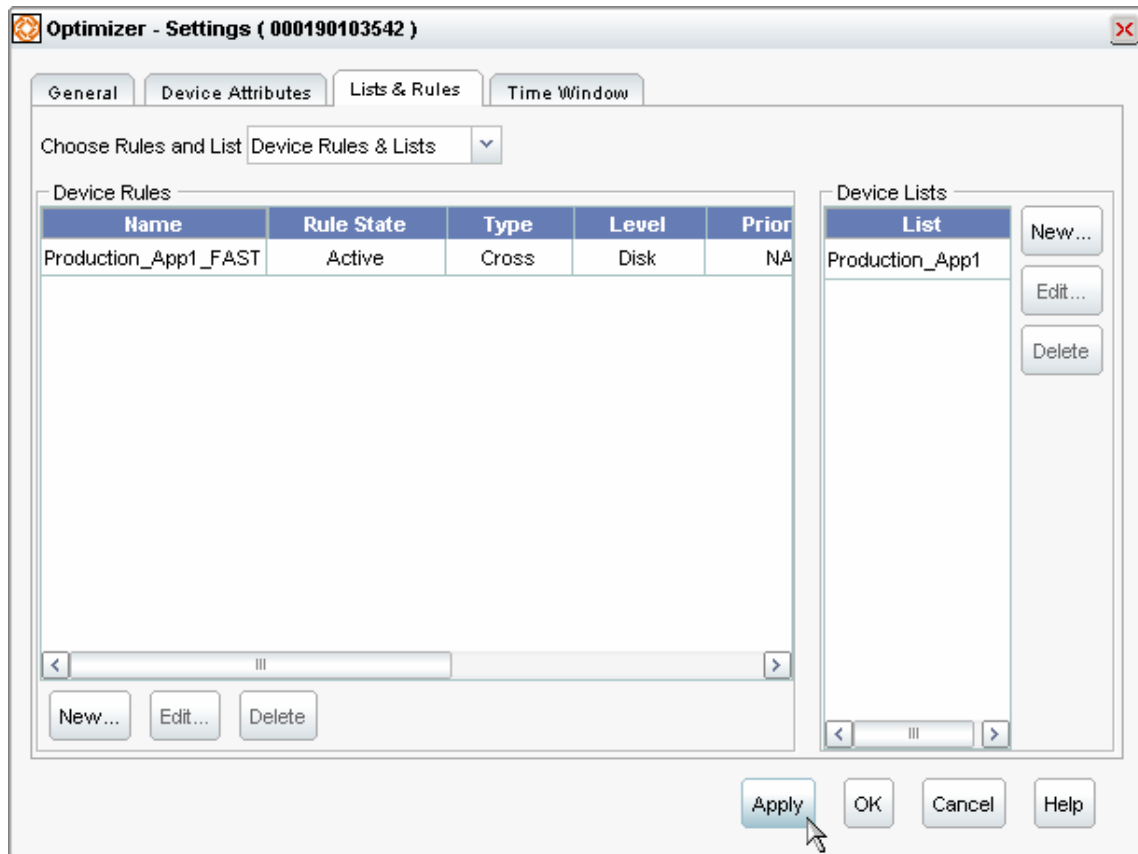 Optimizer - Settings ( 000190103542 )
General Device Attributes Lists & Rules Time Window
Choose Rules and List Device Rules & Lists
Device Rules
Name Rule State Type Level Prior
Production_App1_FAST Active Cross Disk NA
New... Edit... Delete
Device Lists
List
Production_App1
New...
Edit...
Delete
Apply OK Cancel Help